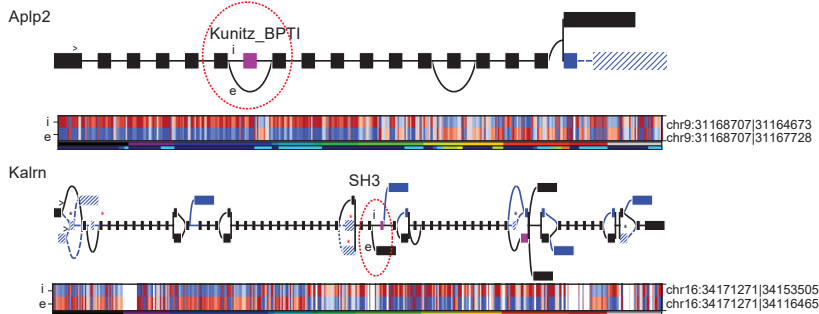 Aplp2
>
Kunitz_BPTI
i
e
i
chr9:31168707|31164673
e
chr9:31168707|31167728
Kalrn
SH3
>
>
*
*
i
*
e
*
*
*
i
chr16:34171271|34153505
e
chr16:34171271|34116465